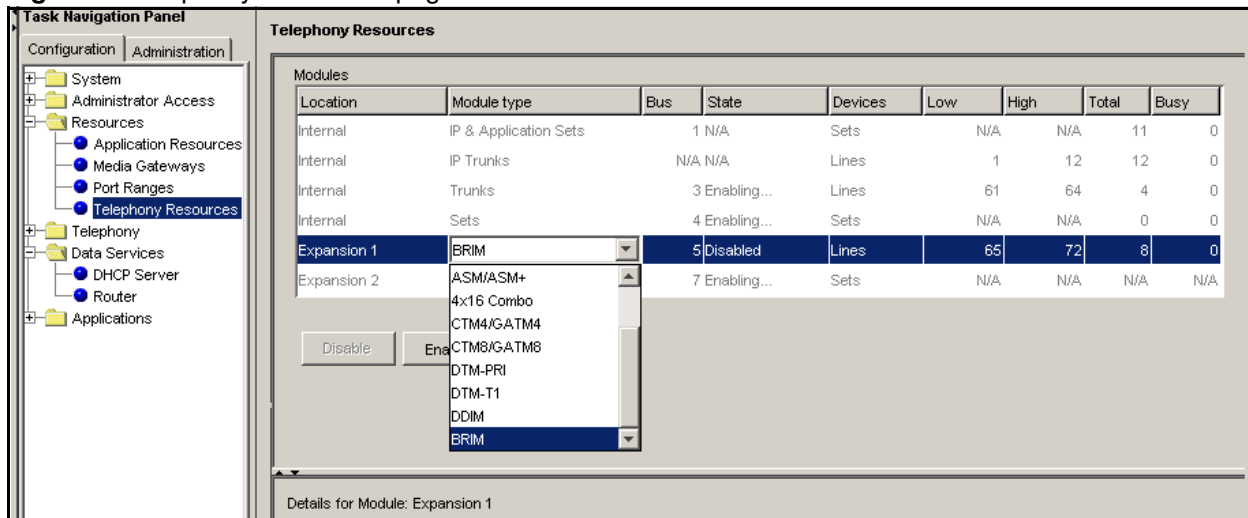 Task Navigation Panel
Configuration Administration
System
Administrator Access
Resources
Application Resources
Media Gateways
Port Ranges
Telephony Resources
Telephony
Data Services
DHCP Server
Router
Applications
Telephony Resources
Modules
Location Module type Bus State Devices Low High Total Busy
Internal IP & Application Sets 1 N/A Sets N/A N/A 11 0
Internal IP Trunks N/A N/A Lines 1 12 12 0
Internal Trunks 3 Enabling... Lines 61 64 4 0
Internal Sets 4 Enabling... Sets N/A N/A 0 0
Expansion 1 BRIM 5 Disabled Lines 65 72 8 0
Expansion 2 7 Enabling... Sets N/A N/A N/A N/A
ASM/ASM+
4x16 Combo
CTM4/GATM4
CTM8/GATM8
DTM-PRI
DTM-T1
DDIM
BRIM
Disable Ena
Details for Module: Expansion 1